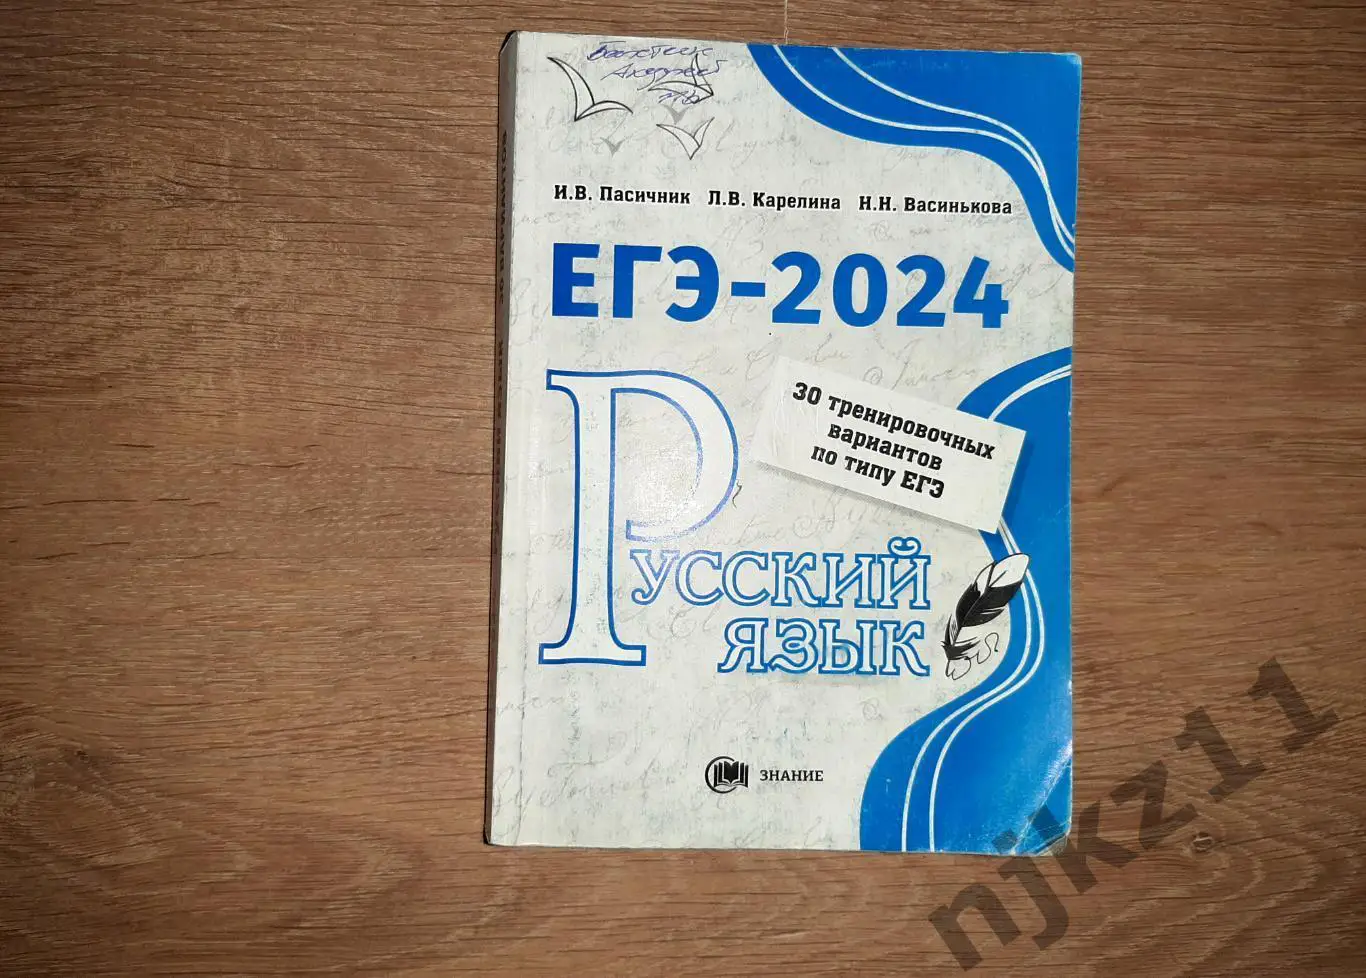 И.В. Пасичник Л.В. Карелина Н.Н. Васинькова
ЕГЭ-2024
30 тренировочных
вариантов
по типу ЕГЭ
Русский
язык
ЗНАНИЕ
njkz11